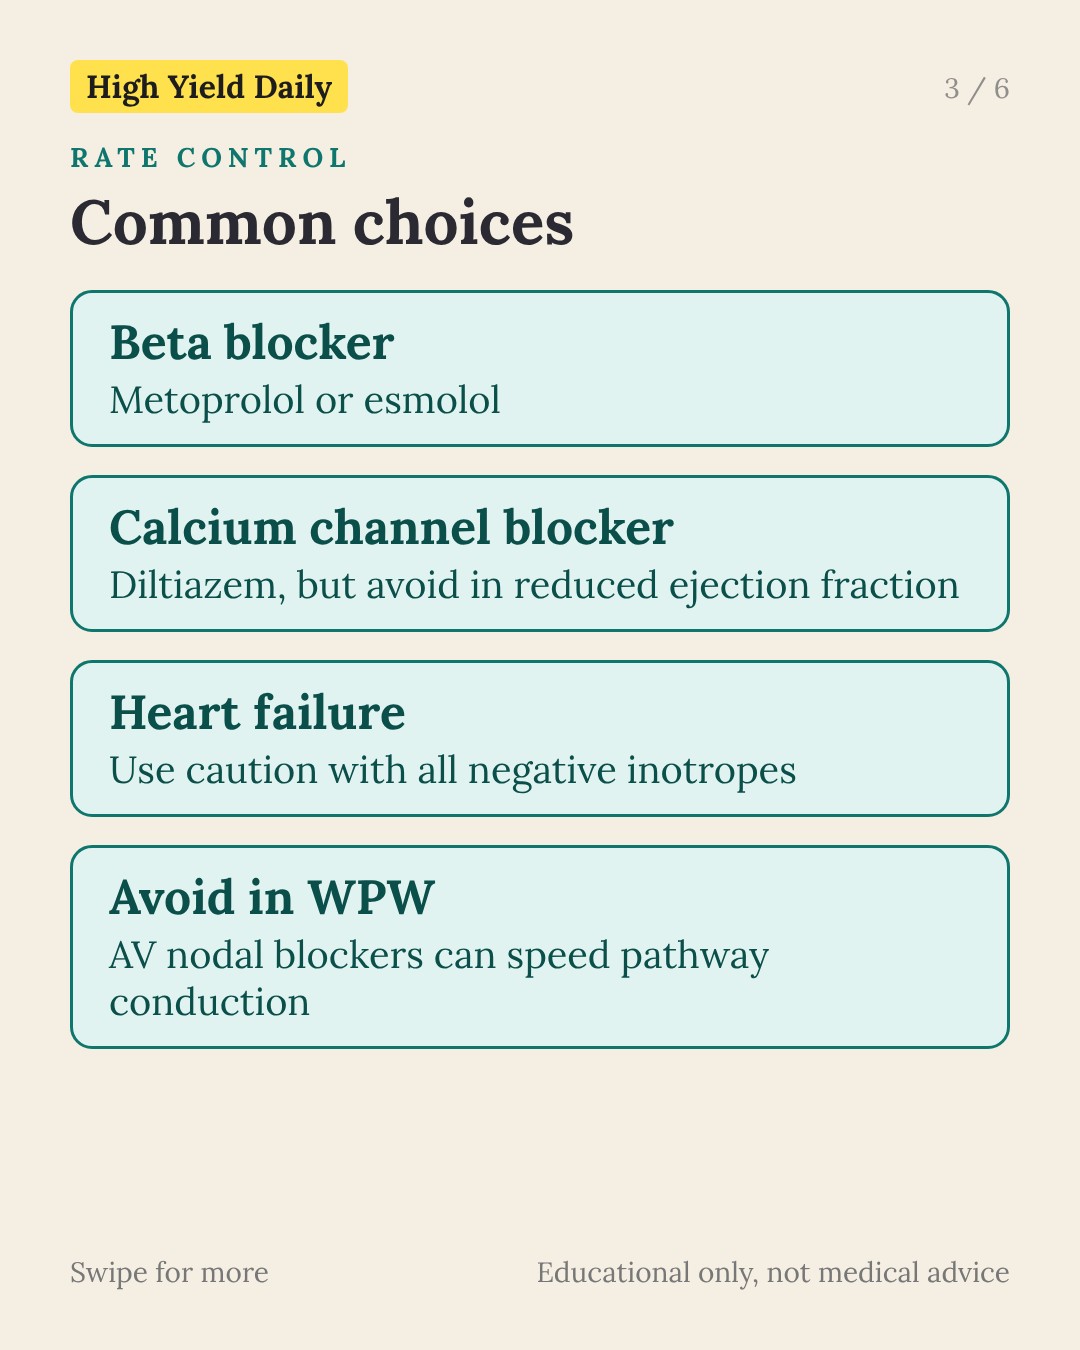 High Yield Daily
3 / 6
RATE CONTROL
Common choices
Beta blocker
Metoprolol or esmolol
Calcium channel blocker
Diltiazem, but avoid in reduced ejection fraction
Heart failure
Use caution with all negative inotropes
Avoid in WPW
AV nodal blockers can speed pathway
conduction
Swipe for more
Educational only, not medical advice